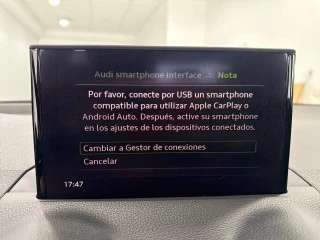 Audi smartphone interface Nota
Por favor, conecte por USB un smartphone
compatible para utilizar Apple CarPlay o
Android Auto. Después, active su smartphone
en los ajustes de los dispositivos conectados.
Cambiar a Gestor de conexiones
Cancelar
17:47